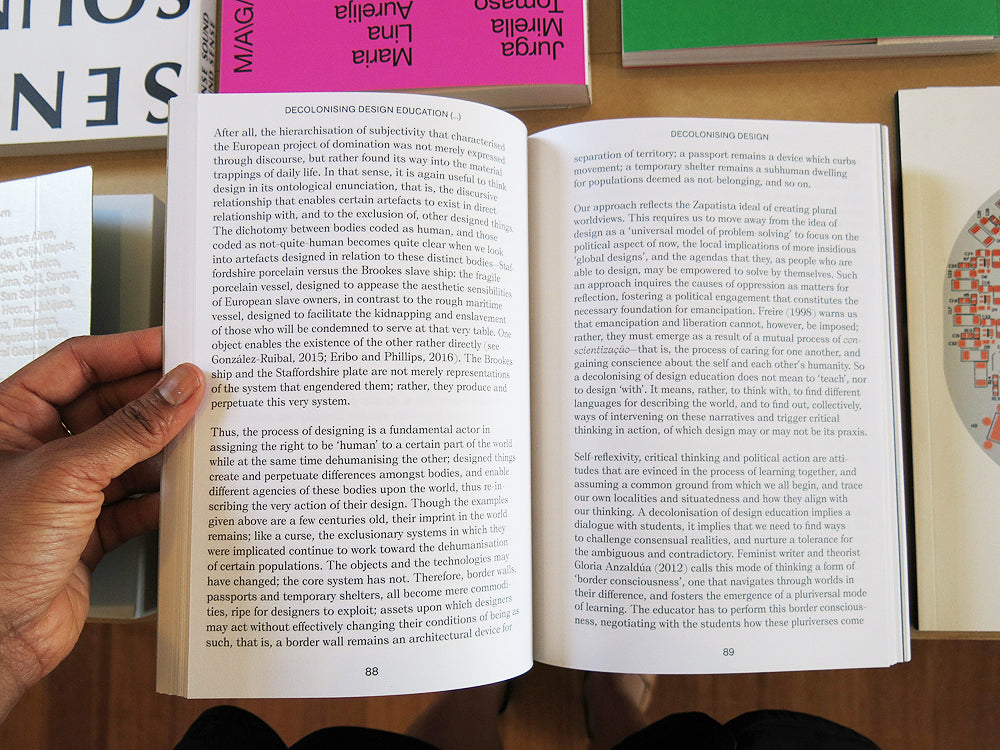 SOUN
SENSE
SENSE SOUND
M/A/G/
Maria
Lina
Aurelija
Jurga
Mirella
Tomaso
Buenos Aires,
Celje, Napels,
Bosch, Venice,
Lima, Split, Savona,
San Salvador de
Hoorn, Ljubljana,
DECOLONISING DESIGN EDUCATION (...)
After all, the hierarchisation of subjectivity that characterised
the European project of domination was not merely expressed
through discourse, but rather found its way into the material
trappings of daily life. In that sense, it is again useful to think
design in its ontological enunciation, that is, the discursive
relationship that enables certain artefacts to exist in direct
relationship with, and to the exclusion of, other designed things.
The dichotomy between bodies coded as human, and those
coded as not-quite-human becomes quite clear when we look
into artefacts designed in relation to these distinct bodies—Staf-
fordshire porcelain versus the Brookes slave ship: the fragile
porcelain vessel, designed to appease the aesthetic sensibilities
of European slave owners, in contrast to the rough maritime
vessel, designed to facilitate the kidnapping and enslavement
of those who will be condemned to serve at that very table. One
object enables the existence of the other rather directly (see
González-Ruibal, 2015; Eribo and Phillips, 2016). The Brookes
ship and the Staffordshire plate are not merely representations
of the system that engendered them; rather, they produce and
perpetuate this very system.
Thus, the process of designing is a fundamental actor in
assigning the right to be ‘human’ to a certain part of the world
while at the same time dehumanising the other; designed things
create and perpetuate differences amongst bodies, and enable
different agencies of these bodies upon the world, thus re-in-
scribing the very action of their design. Though the examples
given above are a few centuries old, their imprint in the world
remains; like a curse, the exclusionary systems in which they
were implicated continue to work toward the dehumanisation
of certain populations. The objects and the technologies may
have changed; the core system has not. Therefore, border walls,
passports and temporary shelters, all become mere commodi-
ties, ripe for designers to exploit; assets upon which designers
may act without effectively changing their conditions of being as
such, that is, a border wall remains an architectural device for
88
DECOLONISING DESIGN
separation of territory; a passport remains a device which curbs
movement; a temporary shelter remains a subhuman dwelling
for populations deemed as not-belonging, and so on.
Our approach reflects the Zapatista ideal of creating plural
worldviews. This requires us to move away from the idea of
design as a ‘universal model of problem-solving’ to focus on the
political aspect of now, the local implications of more insidious
‘global designs’, and the agendas that they, as people who are
able to design, may be empowered to solve by themselves. Such
an approach inquires the causes of oppression as matters for
reflection, fostering a political engagement that constitutes the
necessary foundation for emancipation. Freire (1998) warns us
that emancipation and liberation cannot, however, be imposed;
rather, they must emerge as a result of a mutual process of con-
scientização—that is, the process of caring for one another, and
gaining conscience about the self and each other’s humanity. So
a decolonising of design education does not mean to ‘teach’, nor
to design ‘with’. It means, rather, to think with, to find different
languages for describing the world, and to find out, collectively,
ways of intervening on these narratives and trigger critical
thinking in action, of which design may or may not be its praxis.
Self-reflexivity, critical thinking and political action are atti-
tudes that are evinced in the process of learning together, and
assuming a common ground from which we all begin, and trace
our own localities and situatedness and how they align with
our thinking. A decolonisation of design education implies a
dialogue with students, it implies that we need to find ways
to challenge consensual realities, and nurture a tolerance for
the ambiguous and contradictory. Feminist writer and theorist
Gloria Anzaldúa (2012) calls this mode of thinking a form of
‘border consciousness’, one that navigates through worlds in
their difference, and fosters the emergence of a pluriversal mode
of learning. The educator has to perform this border conscious-
ness, negotiating with the students how these pluriverses come
89